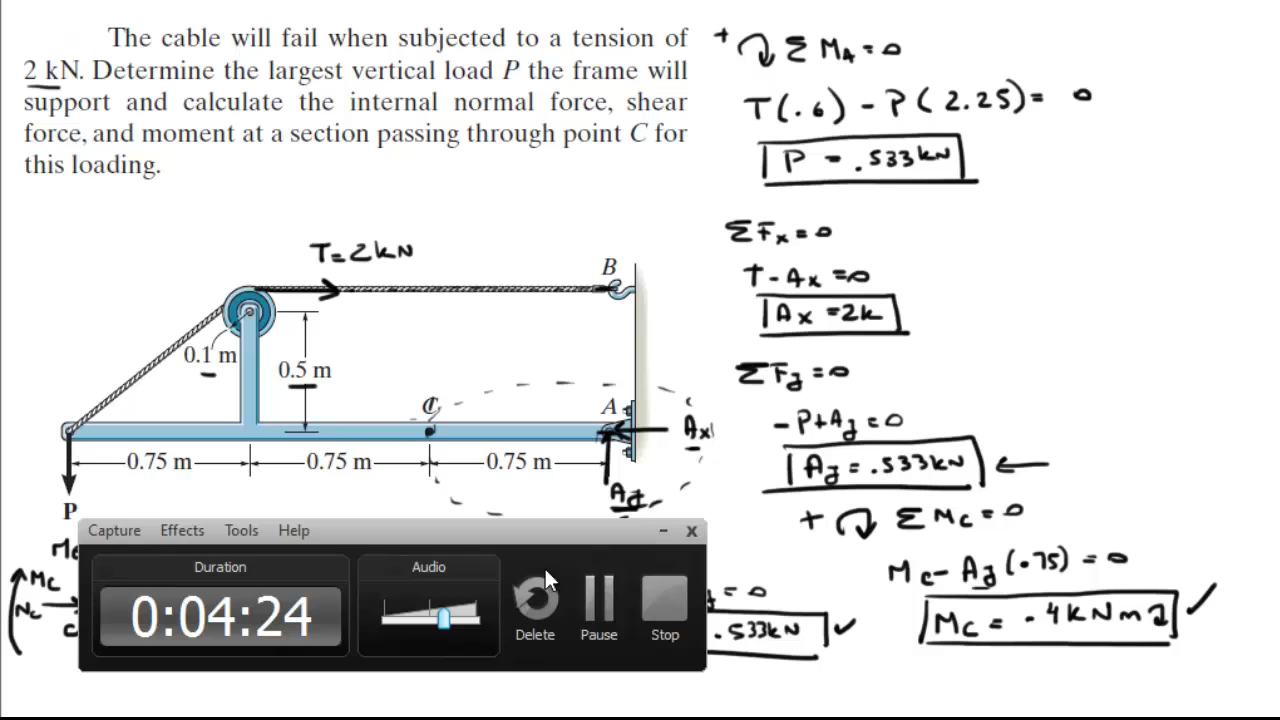 The cable will fail when subjected to a tension of
2 kN. Determine the largest vertical load P the frame will
support and calculate the internal normal force, shear
force, and moment at a section passing through point C for
this loading.
+ ΣMA=0
T(.6) - P(2.25)= 0
P = .533kN
ΣFx=0
T-Ax=0
Ax=2k
ΣFy=0
-P+Ay=0
Ay=.533kN
+ ΣMC=0
MC-Ay(.75)=0
MC= .4kNm
T=2kN
B
0.1 m
0.5 m
C
A
Ax
0.75 m
0.75 m
0.75 m
Ay
P
MC
NC
C
=0
.533kN
Capture Effects Tools Help
Duration
Audio
0:04:24
Delete
Pause
Stop